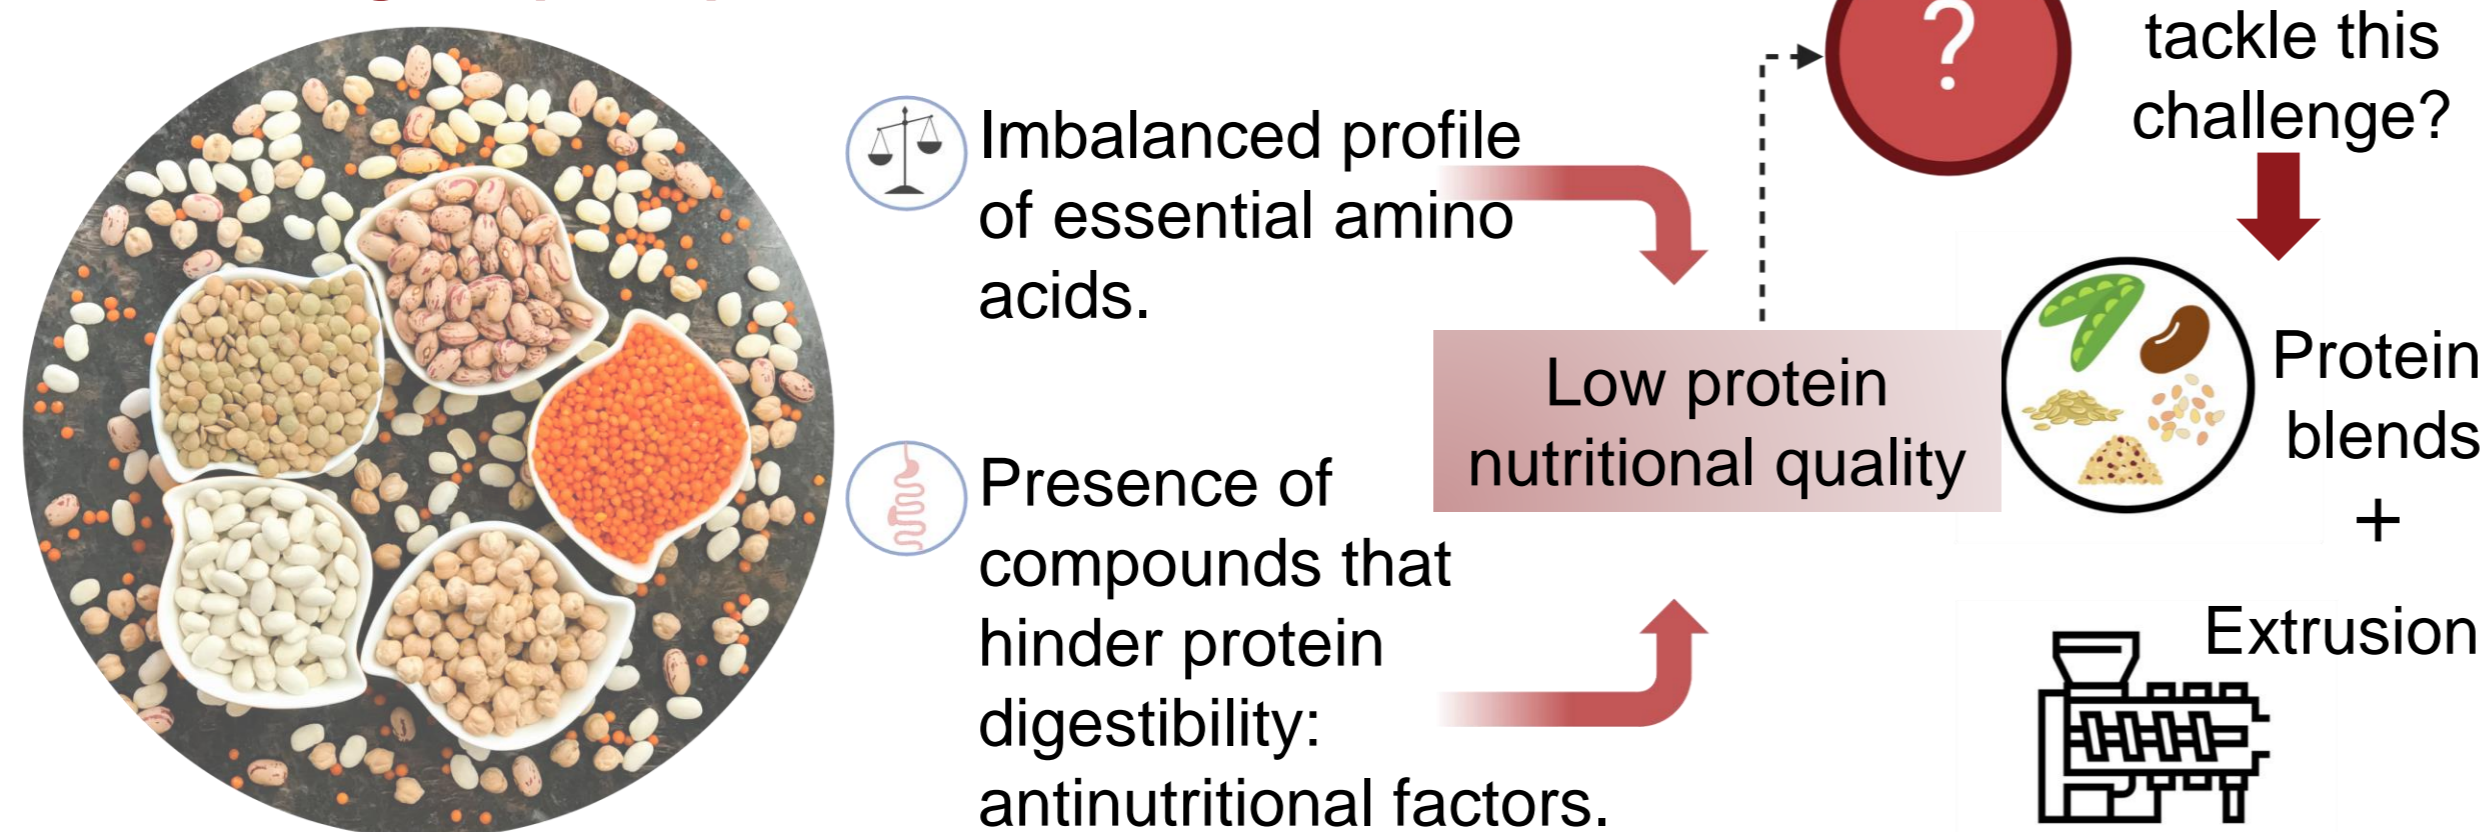 Imbalanced profile
of essential amino
acids.
Presence of
compounds that
hinder protein
digestibility:
antinutritional factors.
Low protein
nutritional quality
?
tackle this
challenge?
Protein
blends
+
Extrusion